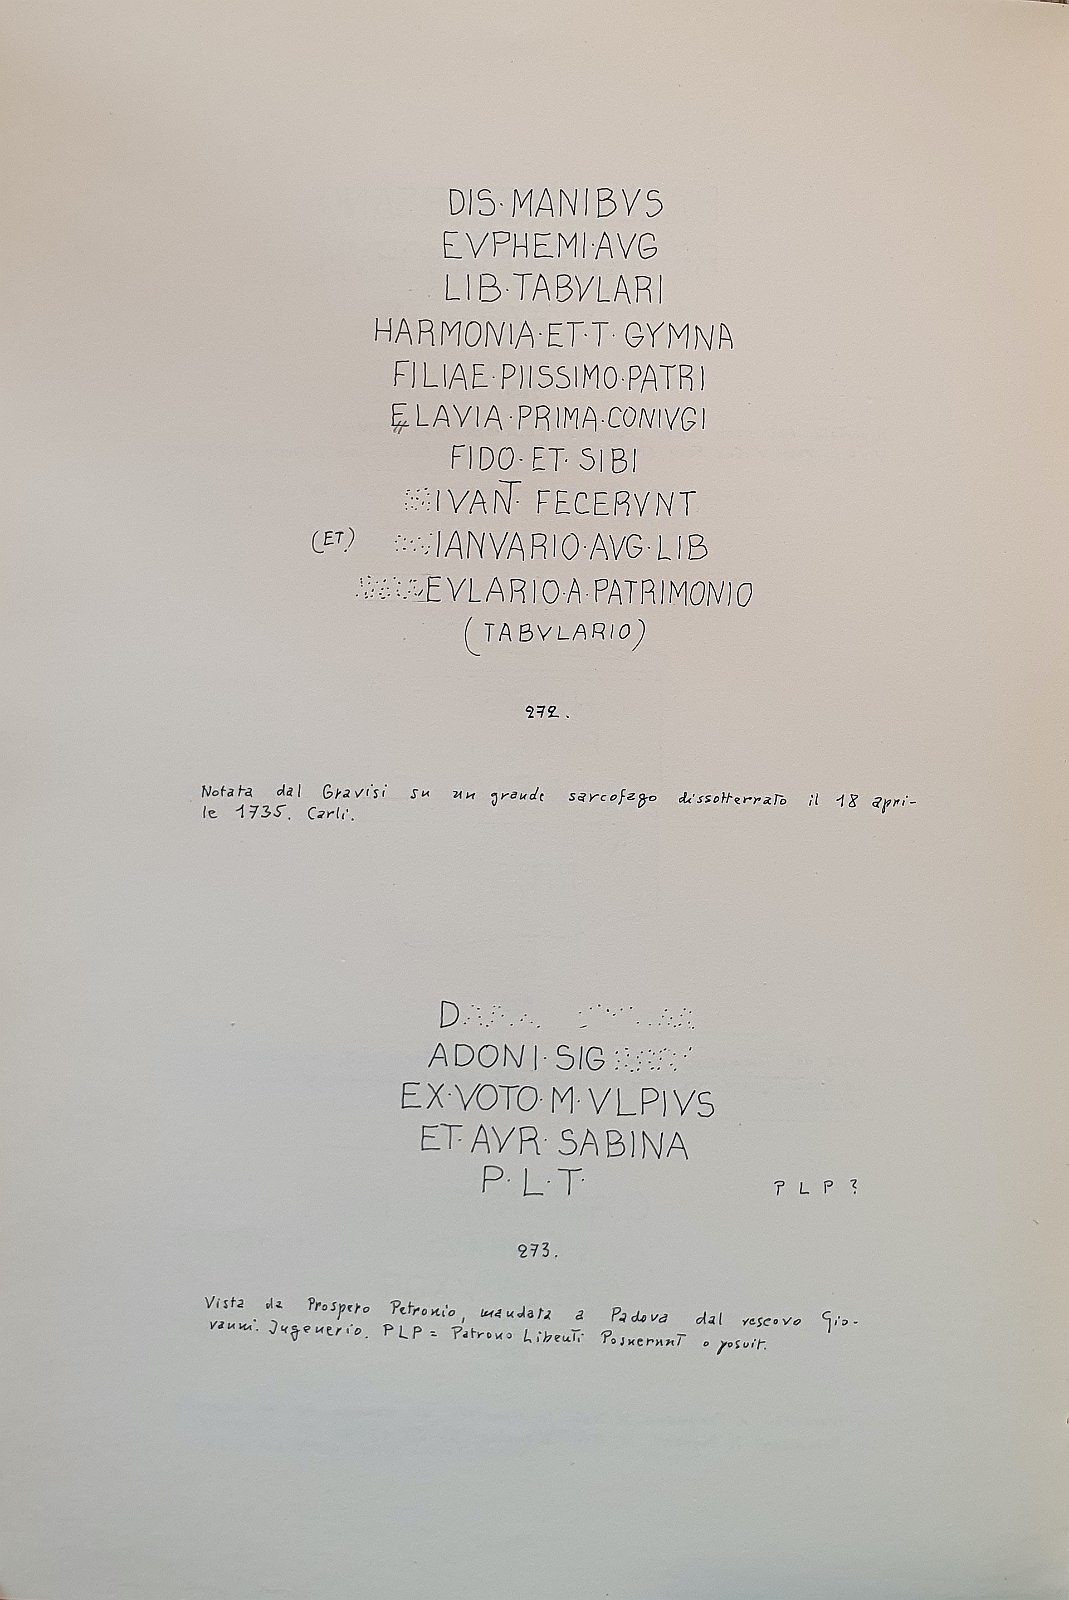 DIS· MANIBVS
EVPHEMI·AVG
LIB·TABVLARI
HARMONIA·ET·T· GYMNA
FILIAE·PIISSIMO·PATRI
ELAVIA·PRIMA·CONIVGI
FIDO· ET· SIBI
IVANT· FECERVNT
(ET) IANVARIO·AVG·LIB
EVLARIO·A·PATRIMONIO
(TABVLARIO)
272.
Notata dal Gravisi su un grande sarcofago dissotterrato il 18 apri-
le 1735. Carli.
D
ADONI· SIG
EX·VOTO·M·VLPIVS
ET· AVR· SABINA
P· L· T· P L P ?
273.
Vista da Prospero Petronio, mandata a Padova dal vescovo Gio-
vanni. Ingenerio. PLP = Patrono Libenti Posuerunt o posuit.